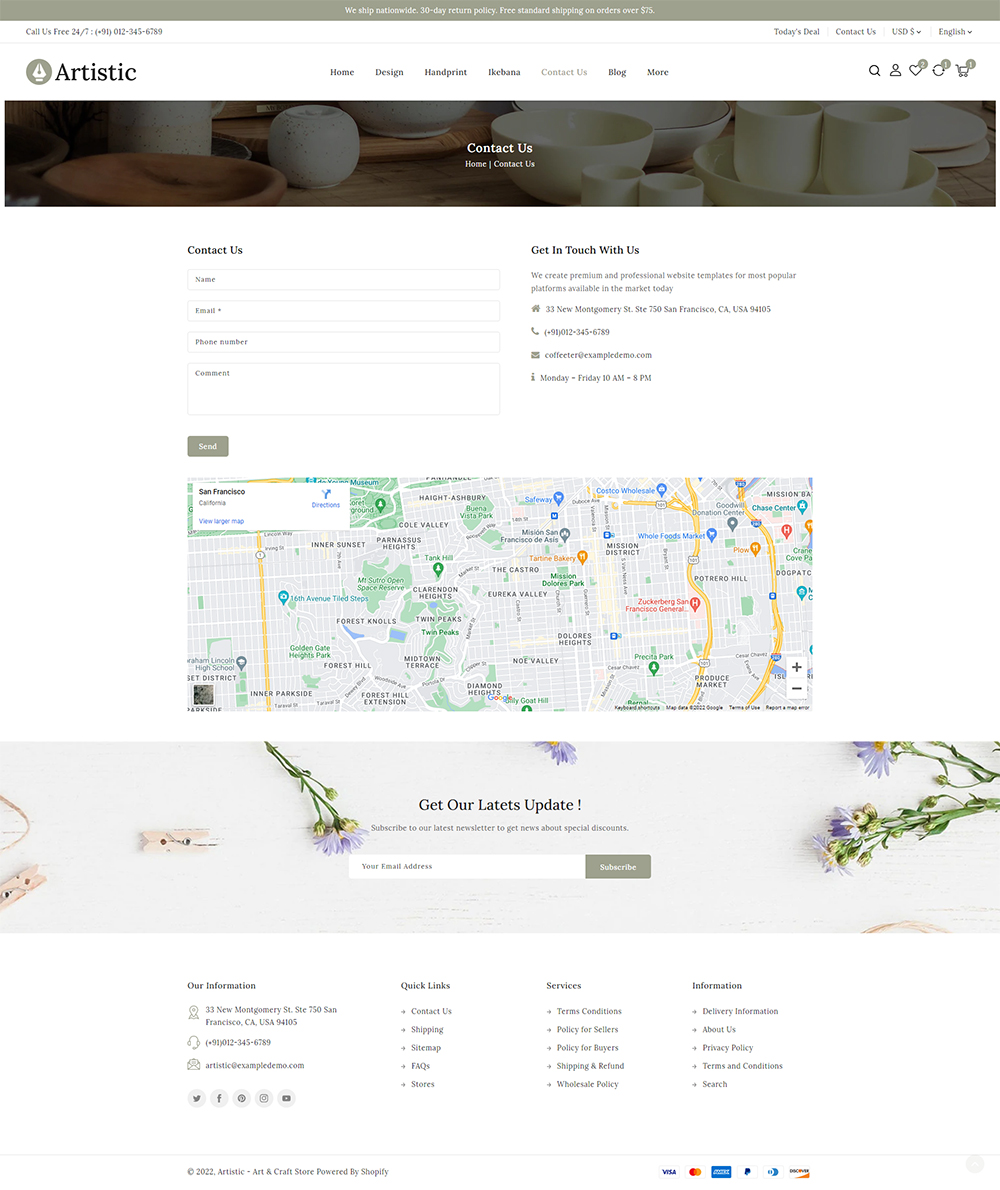 We ship nationwide. 30-day return policy. Free standard shipping on orders over $75.
Call Us Free 24/7 : (+91) 012-345-6789
Today's Deal
Contact Us
USD $
English
Artistic
Home
Design
Handprint
Ikebana
Contact Us
Blog
More
2
1
1
Contact Us
Home | Contact Us
Contact Us
Name
Email *
Phone number
Comment
Send
Get In Touch With Us
We create premium and professional website templates for most popular
platforms available in the market today
33 New Montgomery St. Ste 750 San Francisco, CA, USA 94105
(+91)012-345-6789
coffeeter@exampledemo.com
Monday – Friday 10 AM – 8 PM
San Francisco
California
Directions
View larger map
HAIGHT-ASHBURY
Buena
Vista Park
COLE VALLEY
PARNASSUS
HEIGHTS
INNER SUNSET
Irving St
Tank Hill
Mt Sutro Open
Space Reserve
CLARENDON
HEIGHTS
16th Avenue Tiled Steps
FOREST KNOLLS
TWIN PEAKS
Twin Peaks
Golden Gate
Heights Park
FOREST HILL
MIDTOWN
TERRACE
INNER PARKSIDE
FOREST HILL
EXTENSION
DIAMOND
HEIGHTS
Safeway
Costco Wholesale
Misión San
Francisco de Asís
MISSION
DISTRICT
Tartine Bakery
THE CASTRO
Mission
Dolores Park
EUREKA VALLEY
DOLORES
HEIGHTS
NOE VALLEY
Goodwill
Donation Center
Chase Center
Whole Foods Market
Plow
POTRERO HILL
Zuckerberg San
Francisco General...
Precita Park
Cesar Chavez
PRODUCE
MARKET
Google
Keyboard shortcuts
Map data ©2022 Google
Terms of Use
Report a map error
Get Our Latets Update !
Subscribe to our latest newsletter to get news about special discounts.
Your Email Address
Subscribe
Our Information
33 New Montgomery St. Ste 750 San
Francisco, CA, USA 94105
(+91)012-345-6789
artistic@exampledemo.com
Quick Links
Contact Us
Shipping
Sitemap
FAQs
Stores
Services
Terms Conditions
Policy for Sellers
Policy for Buyers
Shipping & Refund
Wholesale Policy
Information
Delivery Information
About Us
Privacy Policy
Terms and Conditions
Search
© 2022, Artistic - Art & Craft Store Powered By Shopify
VISA
AMEX
DISCOVER